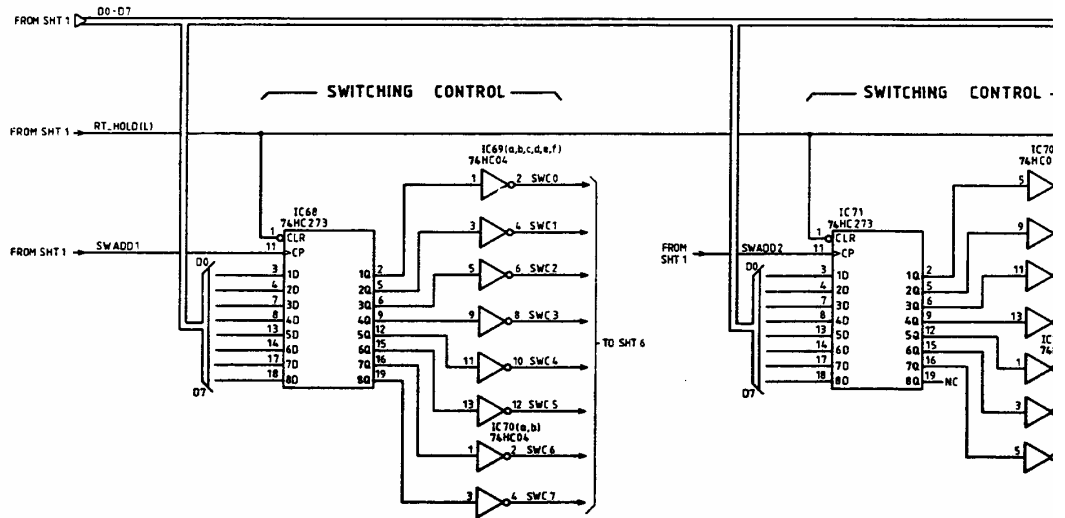 FROM SHT 1
D0-D7
SWITCHING CONTROL
SWITCHING CONTROL
FROM SHT 1
RT_HOLD(L)
IC69(a,b,c,d,e,f)
74HC04
1
2 SWC0
3
4 SWC1
5
6 SWC2
9
8 SWC3
11
10 SWC4
13
12 SWC5
IC70(a,b)
74HC04
1
2 SWC6
3
4 SWC7
TO SHT 6
IC68
74HC273
1
CLR
FROM SHT 1
SWADD1
11
CP
D0
3 1D
4 2D
7 3D
8 4D
13 5D
14 6D
17 7D
18 8D
D7
1Q 2
2Q 5
3Q 6
4Q 9
5Q 12
6Q 15
7Q 16
8Q 19
IC71
74HC273
1
CLR
FROM
SHT 1
SWADD2
11
CP
D0
3 1D
4 2D
7 3D
8 4D
13 5D
14 6D
17 7D
18 8D
D7
1Q 2
2Q 5
3Q 6
4Q 9
5Q 12
6Q 15
7Q 16
8Q 19 NC
IC70
74HC0
5
9
11
13
IC
74
1
3
5